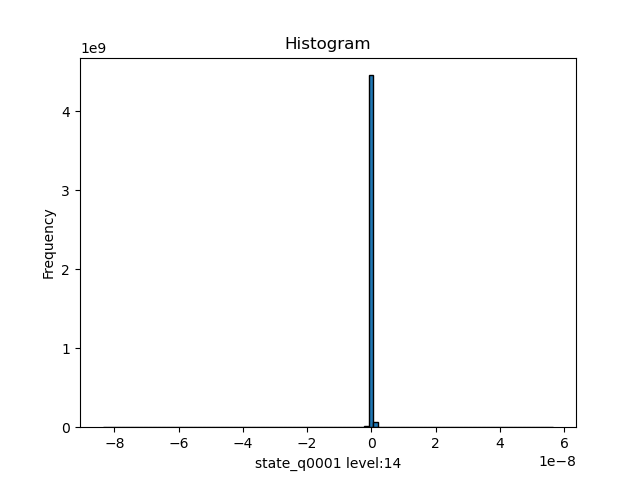 Histogram
1e9
4
3
2
1
0
Frequency
−8 −6 −4 −2 0 2 4 6
1e−8
state_q0001 level:14